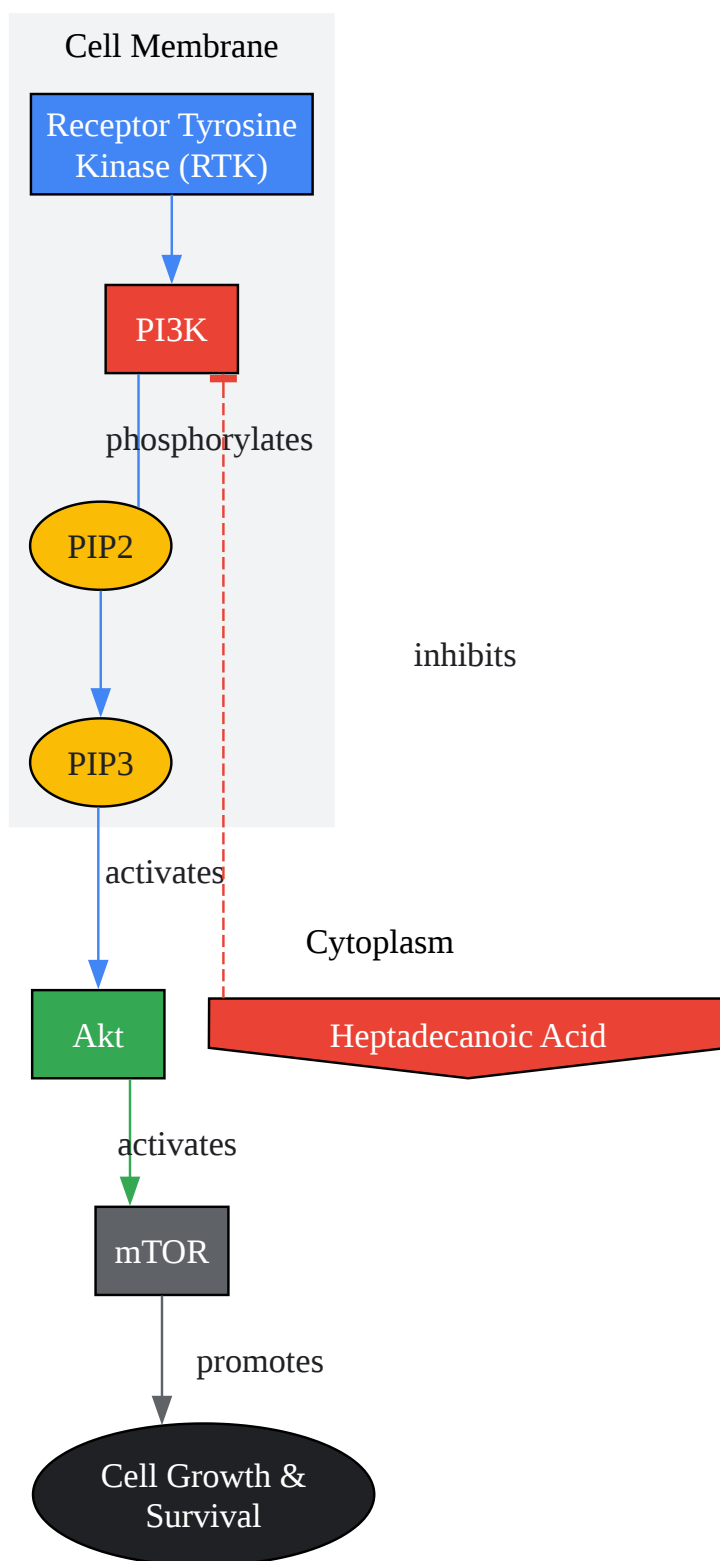 Cell Membrane
Receptor Tyrosine
Kinase (RTK)
PI3K
phosphorylates
PIP2
inhibits
PIP3
activates
Cytoplasm
Akt
Heptadecanoic Acid
activates
mTOR
promotes
Cell Growth &
Survival